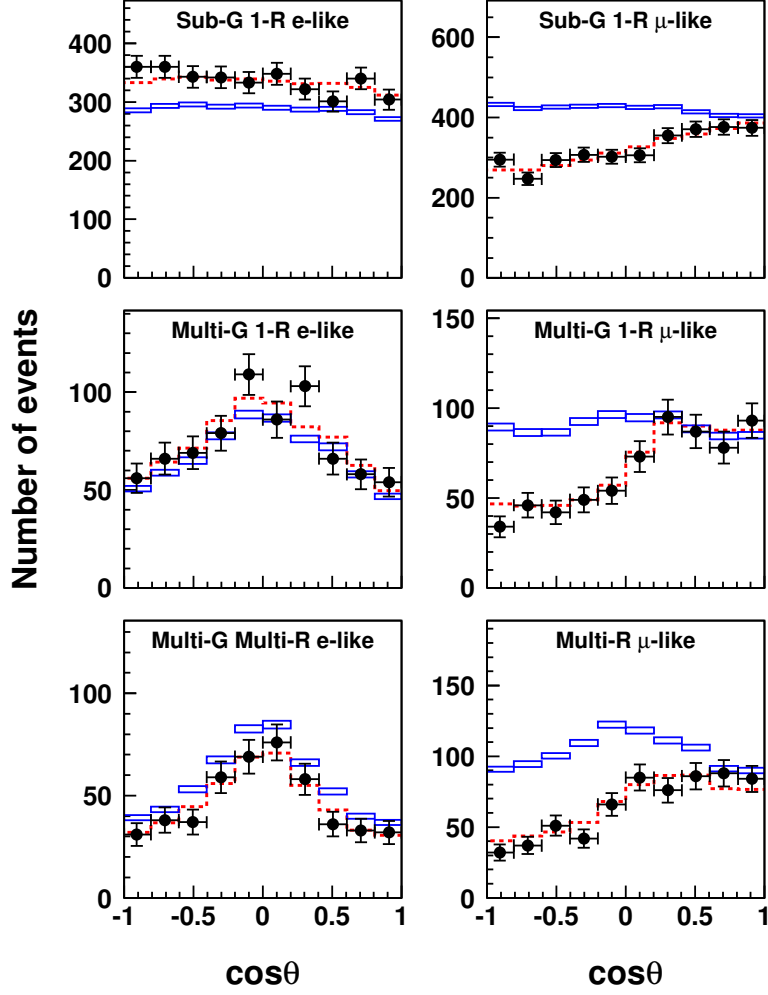 Sub-G 1-R e-like
400
300
200
100
0
Sub-G 1-R μ-like
600
400
200
0
Number of events
Multi-G 1-R e-like
100
50
0
Multi-G 1-R μ-like
150
100
50
0
Multi-G Multi-R e-like
100
50
0
-1 -0.5 0 0.5 1
cosθ
Multi-R μ-like
150
100
50
0
-1 -0.5 0 0.5 1
cosθ